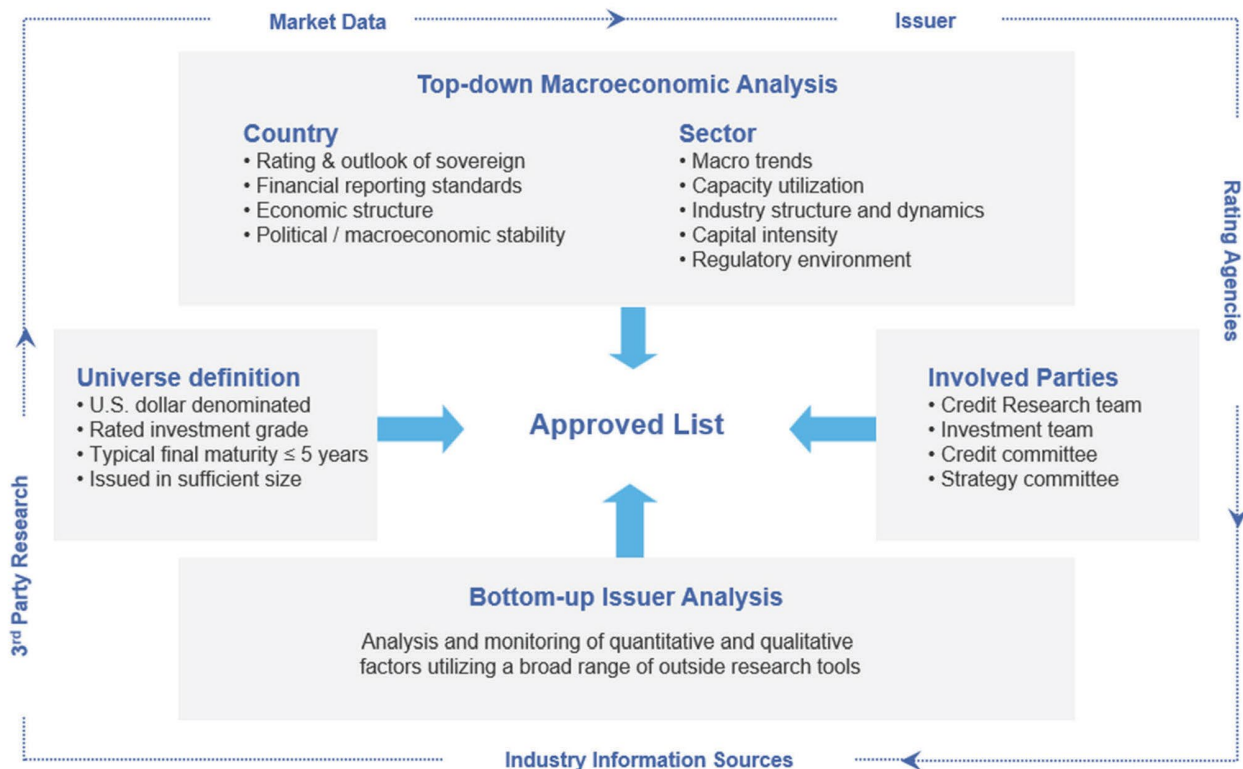 Market Data
Issuer
Top-down Macroeconomic Analysis
Country
• Rating & outlook of sovereign
• Financial reporting standards
• Economic structure
• Political / macroeconomic stability
Sector
• Macro trends
• Capacity utilization
• Industry structure and dynamics
• Capital intensity
• Regulatory environment
Rating Agencies
Universe definition
• U.S. dollar denominated
• Rated investment grade
• Typical final maturity ≤ 5 years
• Issued in sufficient size
Approved List
Involved Parties
• Credit Research team
• Investment team
• Credit committee
• Strategy committee
3rd Party Research
Bottom-up Issuer Analysis
Analysis and monitoring of quantitative and qualitative
factors utilizing a broad range of outside research tools
Industry Information Sources